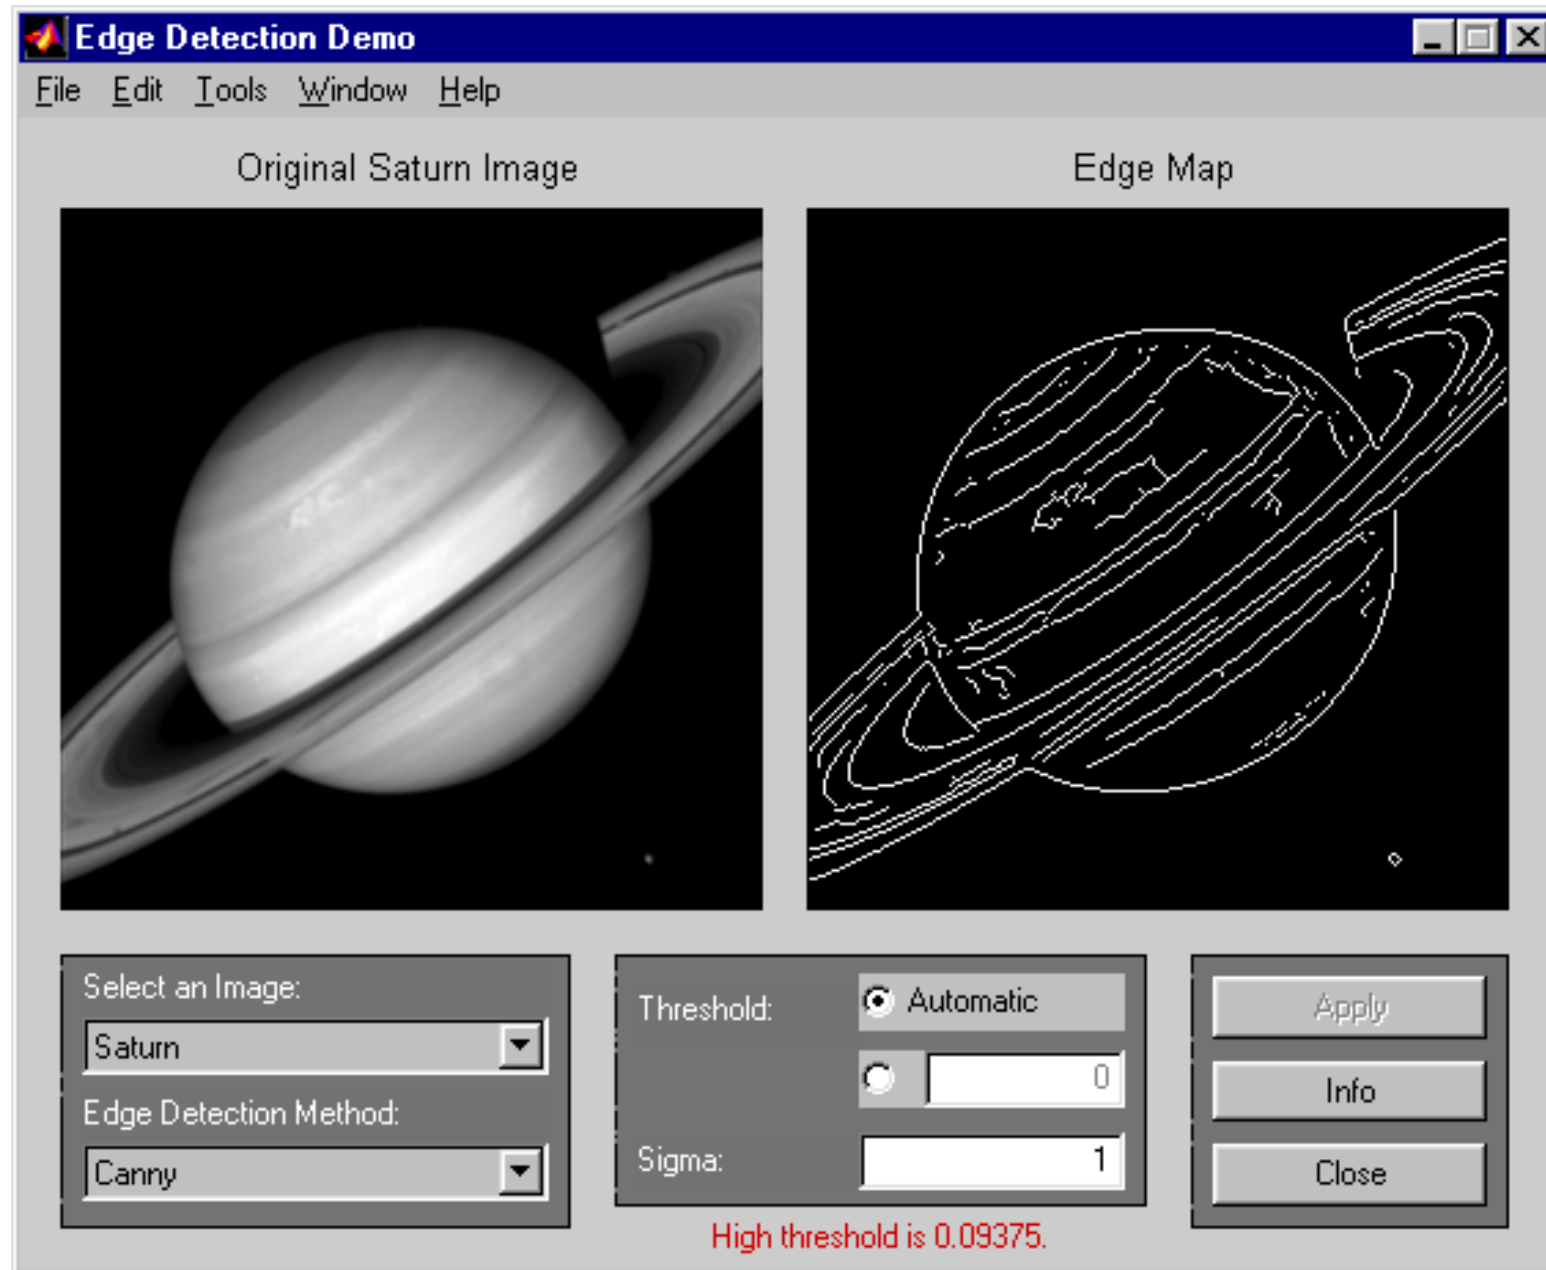 Edge Detection Demo
File Edit Tools Window Help
Original Saturn Image
Edge Map
Select an Image:
Saturn
Edge Detection Method:
Canny
Threshold:
Automatic
0
Sigma:
1
High threshold is 0.09375.
Apply
Info
Close